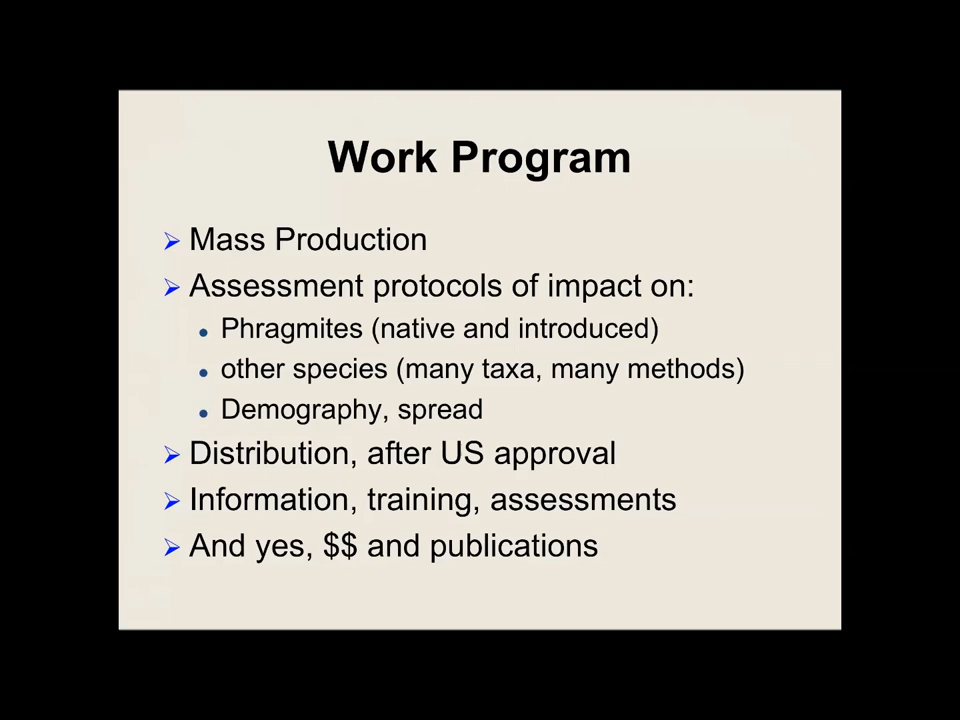 Work Program
Mass Production
Assessment protocols of impact on:
Phragmites (native and introduced)
other species (many taxa, many methods)
Demography, spread
Distribution, after US approval
Information, training, assessments
And yes, $$ and publications